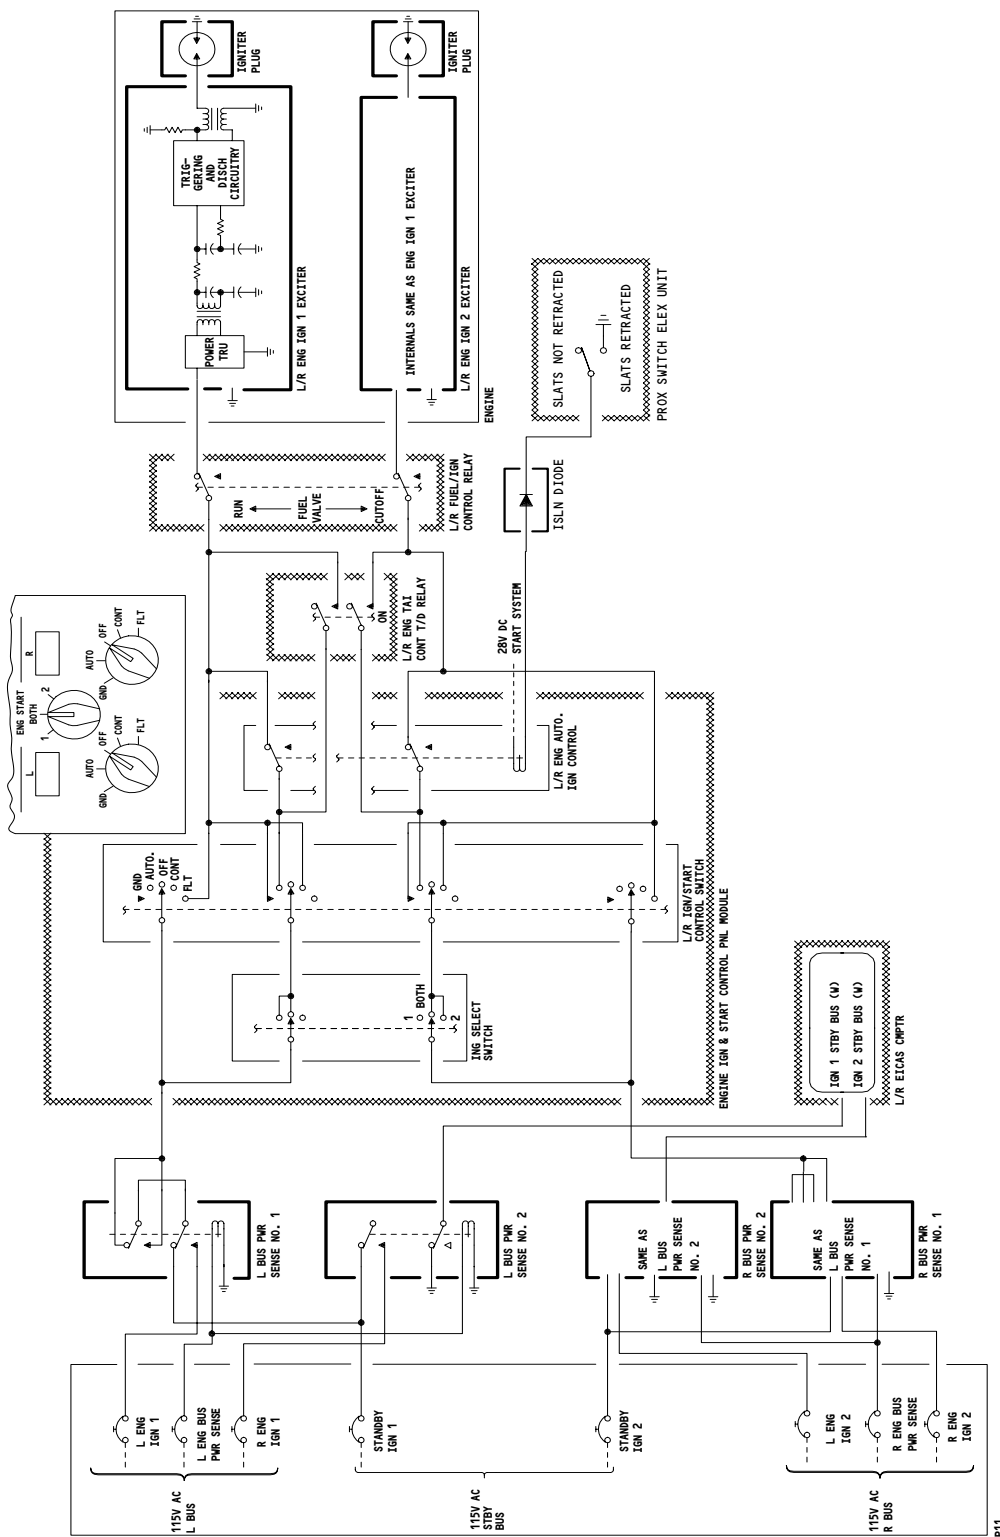 115V AC
L BUS
L ENG
IGN 1
L ENG BUS
PWR SENSE
R ENG
IGN 1
115V AC
STBY
BUS
STANDBY
IGN 1
STANDBY
IGN 2
115V AC
R BUS
L ENG
IGN 2
R ENG BUS
PWR SENSE
R ENG
IGN 2
P11
L BUS PWR
SENSE NO. 1
L BUS PWR
SENSE NO. 2
SAME AS
L BUS
PWR SENSE
NO. 2
R BUS PWR
SENSE NO. 2
SAME AS
L BUS
PWR SENSE
NO. 1
R BUS PWR
SENSE NO. 1
IGN 1 STBY BUS (W)
IGN 2 STBY BUS (W)
L/R EICAS CMPTR
1
BOTH
2
ING SELECT
SWITCH
GND
AUTO.
OFF
CONT
FLT
L/R IGN/START
CONTROL SWITCH
ENGINE IGN & START CONTROL PNL MODULE
L
ENG START
BOTH
1
2
R
GND
AUTO
OFF
CONT
FLT
GND
AUTO
OFF
CONT
FLT
L/R ENG AUTO.
IGN CONTROL
28V DC
START SYSTEM
ON
L/R ENG TAI
CONT T/D RELAY
RUN
FUEL
VALVE
CUTOFF
L/R FUEL/IGN
CONTROL RELAY
ISLN DIODE
SLATS NOT RETRACTED
SLATS RETRACTED
PROX SWITCH ELEX UNIT
POWER
TRU
TRIG-
GERING
AND
DISCH
CIRCUITRY
L/R ENG IGN 1 EXCITER
INTERNALS SAME AS ENG IGN 1 EXCITER
L/R ENG IGN 2 EXCITER
ENGINE
IGNITER
PLUG
IGNITER
PLUG